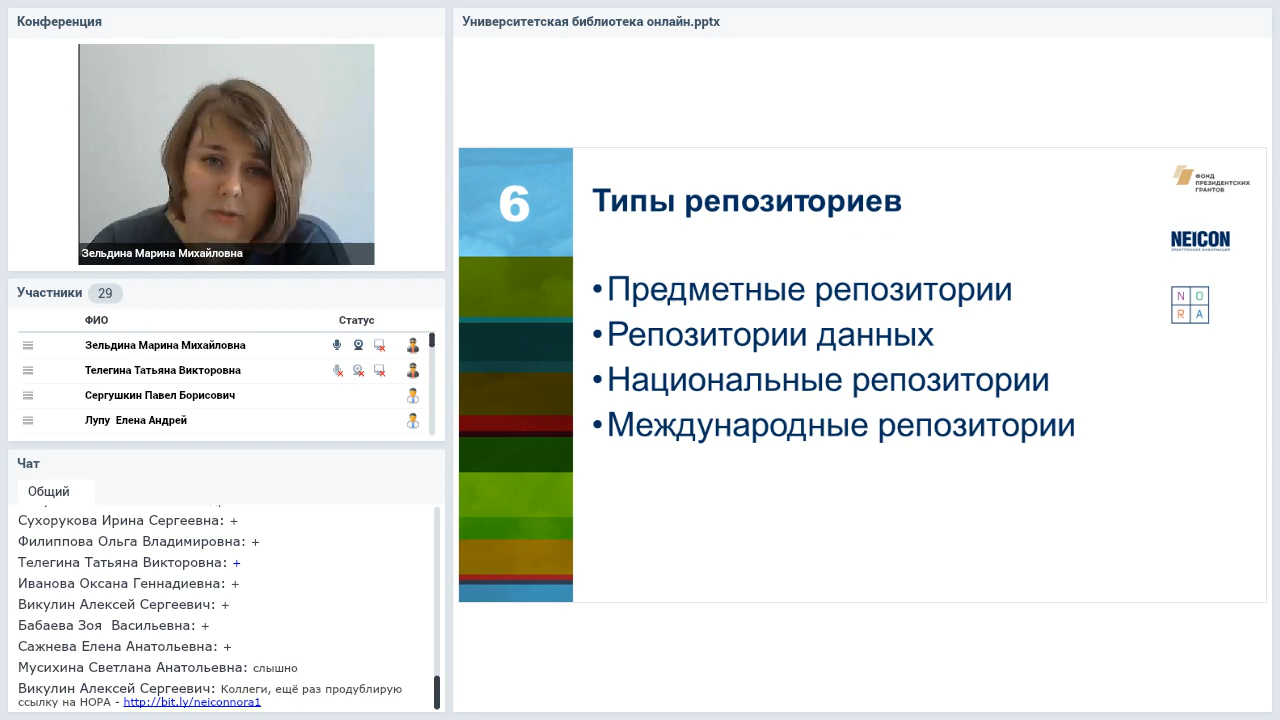 Конференция
Зельдина Марина Михайловна
Участники 29
ФИО Статус
Зельдина Марина Михайловна
Телегина Татьяна Викторовна
Сергушкин Павел Борисович
Лупу Елена Андрей
Чат
Общий
Сухорукова Ирина Сергеевна: +
Филиппова Ольга Владимировна: +
Телегина Татьяна Викторовна: +
Иванова Оксана Геннадиевна: +
Викулин Алексей Сергеевич: +
Бабаева Зоя Васильевна: +
Сажнева Елена Анатольевна: +
Мусихина Светлана Анатольевна: слышно
Викулин Алексей Сергеевич: Коллеги, ещё раз продублирую
ссылку на НОРА - http://bit.ly/neiconnora1
Университетская библиотека онлайн.pptx
6
Типы репозиториев
•Предметные репозитории
•Репозитории данных
•Национальные репозитории
•Международные репозитории
ФОНД
ПРЕЗИДЕНТСКИХ
ГРАНТОВ
NEICON
ЭЛЕКТРОННАЯ ИНФОРМАЦИЯ
N O
R A